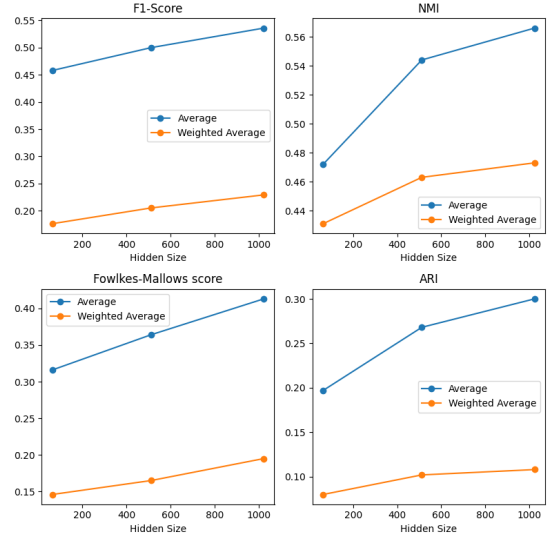 F1-Score
0.55
0.50
0.45
0.40
0.35
0.30
0.25
0.20
Average
Weighted Average
200 400 600 800 1000
Hidden Size
NMI
0.56
0.54
0.52
0.50
0.48
0.46
0.44
Average
Weighted Average
200 400 600 800 1000
Hidden Size
Fowlkes-Mallows score
0.40
0.35
0.30
0.25
0.20
0.15
Average
Weighted Average
200 400 600 800 1000
Hidden Size
ARI
0.30
0.25
0.20
0.15
0.10
Average
Weighted Average
200 400 600 800 1000
Hidden Size